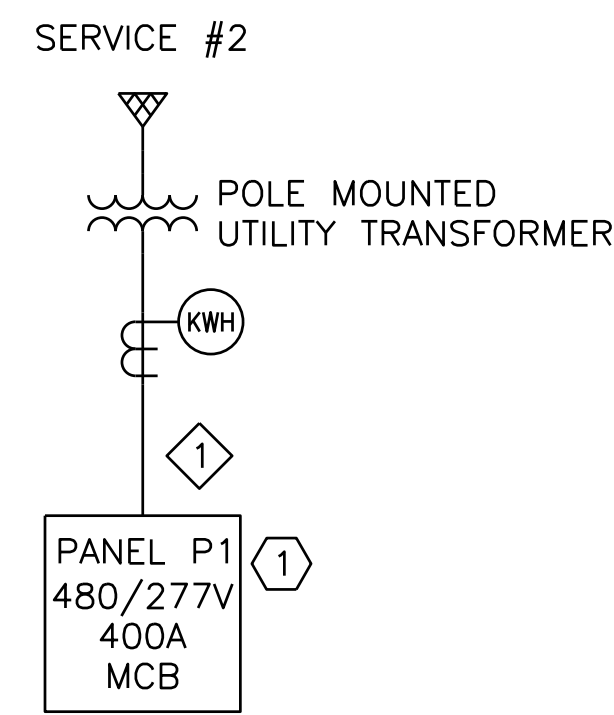 SERVICE #2
POLE MOUNTED
UTILITY TRANSFORMER
KWH
1
PANEL P1
1
480/277V
400A
MCB